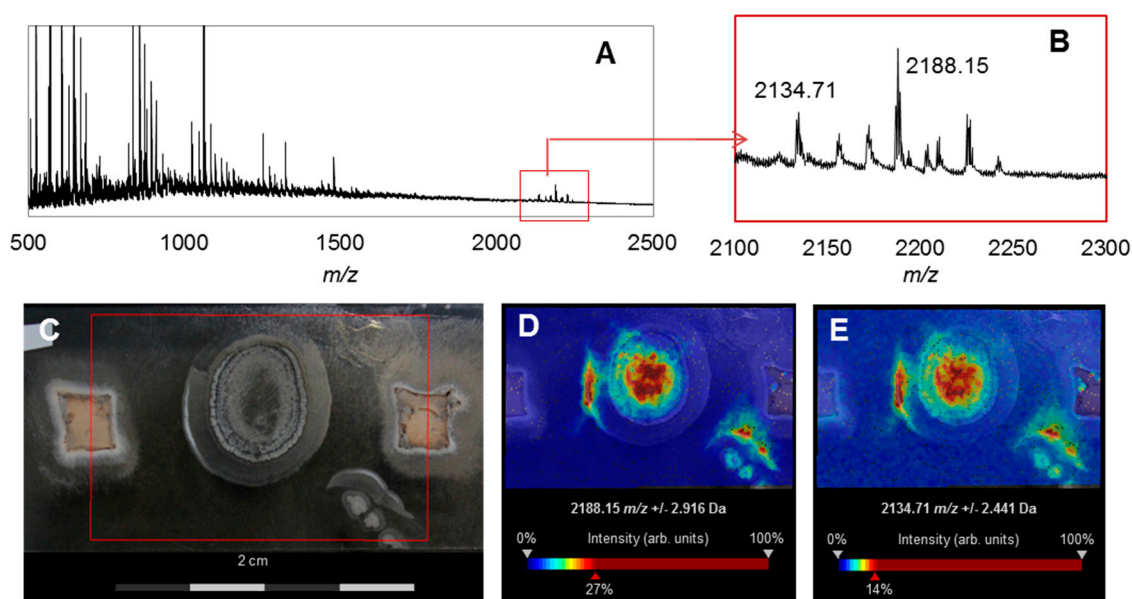 A
B
2134.71
2188.15
500
1000
1500
2000
2500
m/z
2100
2150
2200
2250
2300
m/z
C
2 cm
D
2188.15 m/z +/- 2.916 Da
0%
Intensity (arb. units)
100%
27%
E
2134.71 m/z +/- 2.441 Da
0%
Intensity (arb. units)
100%
14%